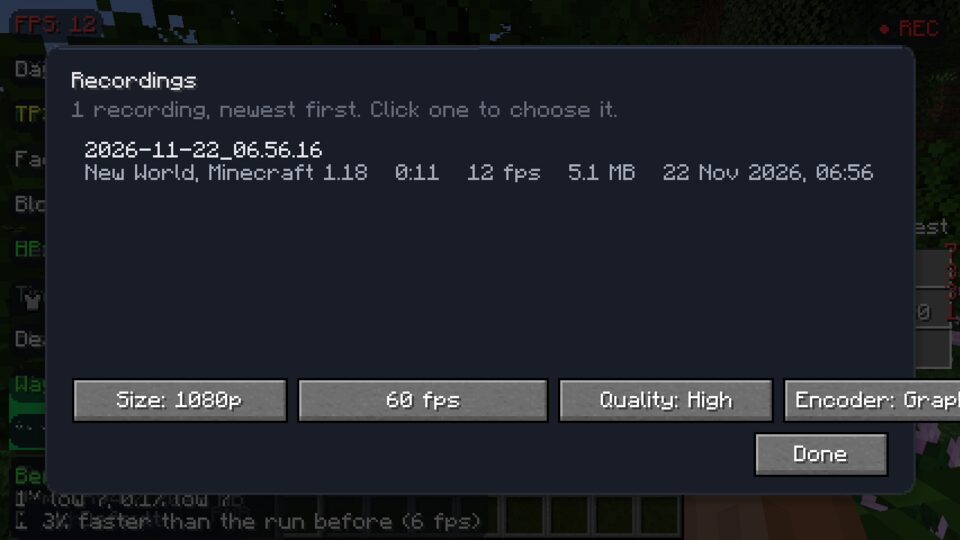 FPS: 12
REC
Recordings
1 recording, newest first. Click one to choose it.
2026-11-22_06.56.16
New World, Minecraft 1.18 0:11 12 fps 5.1 MB 22 Nov 2026, 06:56
Size: 1080p
60 fps
Quality: High
Encoder: Grap
Done
3% faster than the run before (6 fps)